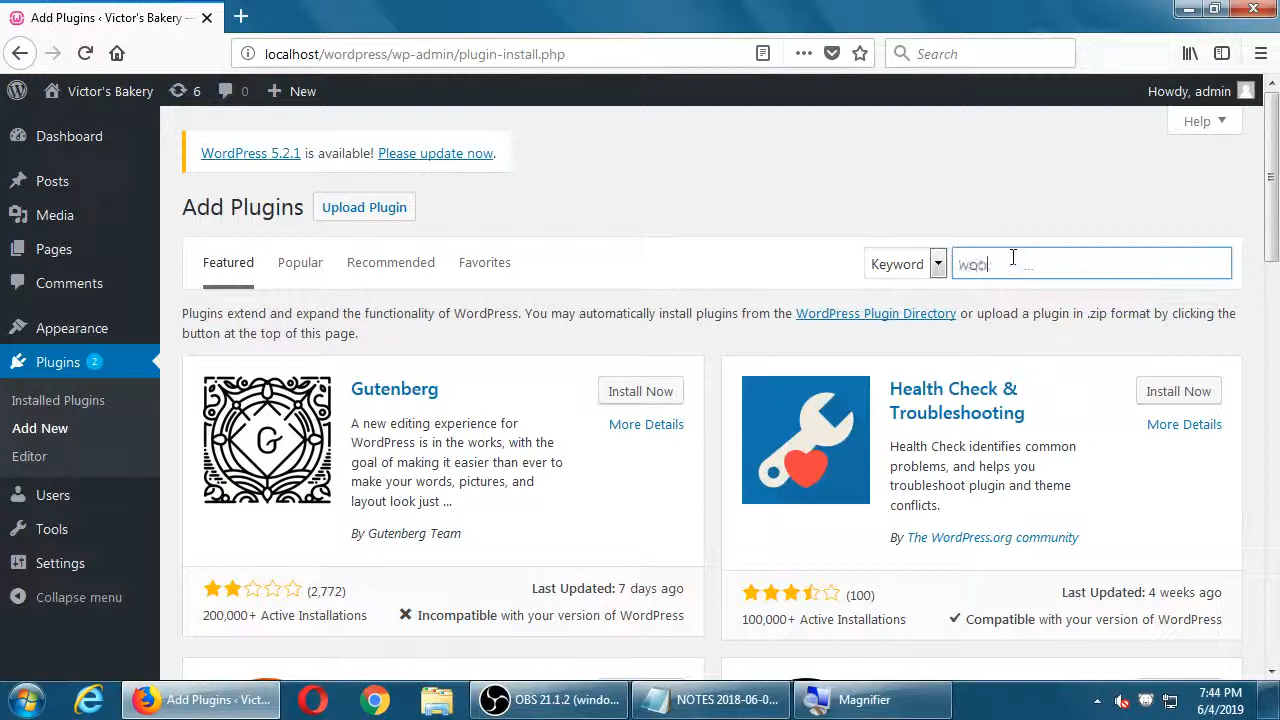 Add Plugins ‹ Victor's Bakery —
localhost/wordpress/wp-admin/plugin-install.php
Search
Victor's Bakery
6
0
New
Howdy, admin
Help
WordPress 5.2.1 is available! Please update now.
Add Plugins
Upload Plugin
Featured
Popular
Recommended
Favorites
Keyword
Plugins extend and expand the functionality of WordPress. You may automatically install plugins from the WordPress Plugin Directory or upload a plugin in .zip format by clicking the
button at the top of this page.
Dashboard
Posts
Media
Pages
Comments
Appearance
Plugins 2
Installed Plugins
Add New
Editor
Users
Tools
Settings
Collapse menu
Gutenberg
Install Now
More Details
A new editing experience for
WordPress is in the works, with the
goal of making it easier than ever to
make your words, pictures, and
layout look just ...
By Gutenberg Team
(2,772)
Last Updated: 7 days ago
200,000+ Active Installations
Incompatible with your version of WordPress
Health Check &
Troubleshooting
Install Now
More Details
Health Check identifies common
problems, and helps you
troubleshoot plugin and theme
conflicts.
By The WordPress.org community
(100)
Last Updated: 4 weeks ago
100,000+ Active Installations
Compatible with your version of WordPress
Add Plugins ‹ Vict...
OBS 21.1.2 (windo...
NOTES 2018-06-0...
Magnifier
7:44 PM
6/4/2019